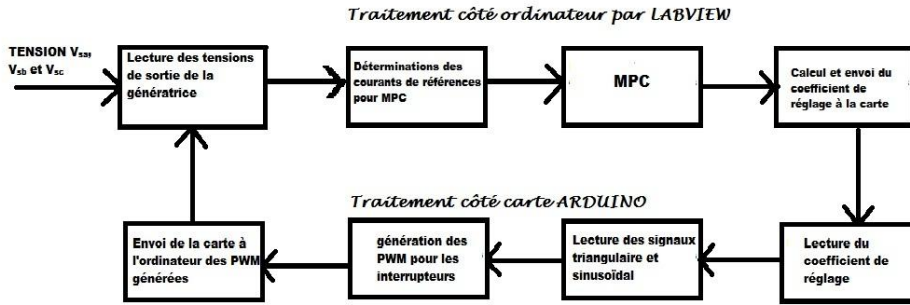 Traitement côté ordinateur par LABVIEW
TENSION Vsa,
Vsb et Vsc
Lecture des tensions
de sortie de la
génératrice
Déterminations des
courants de références
pour MPC
MPC
Calcul et envoi du
coefficient de
réglage à la carte
Traitement côté carte ARDUINO
Envoi de la carte à
l'ordinateur des PWM
générées
génération des
PWM pour les
interrupteurs
Lecture des signaux
triangulaire et
sinusoïdal
Lecture du
coefficient de
réglage